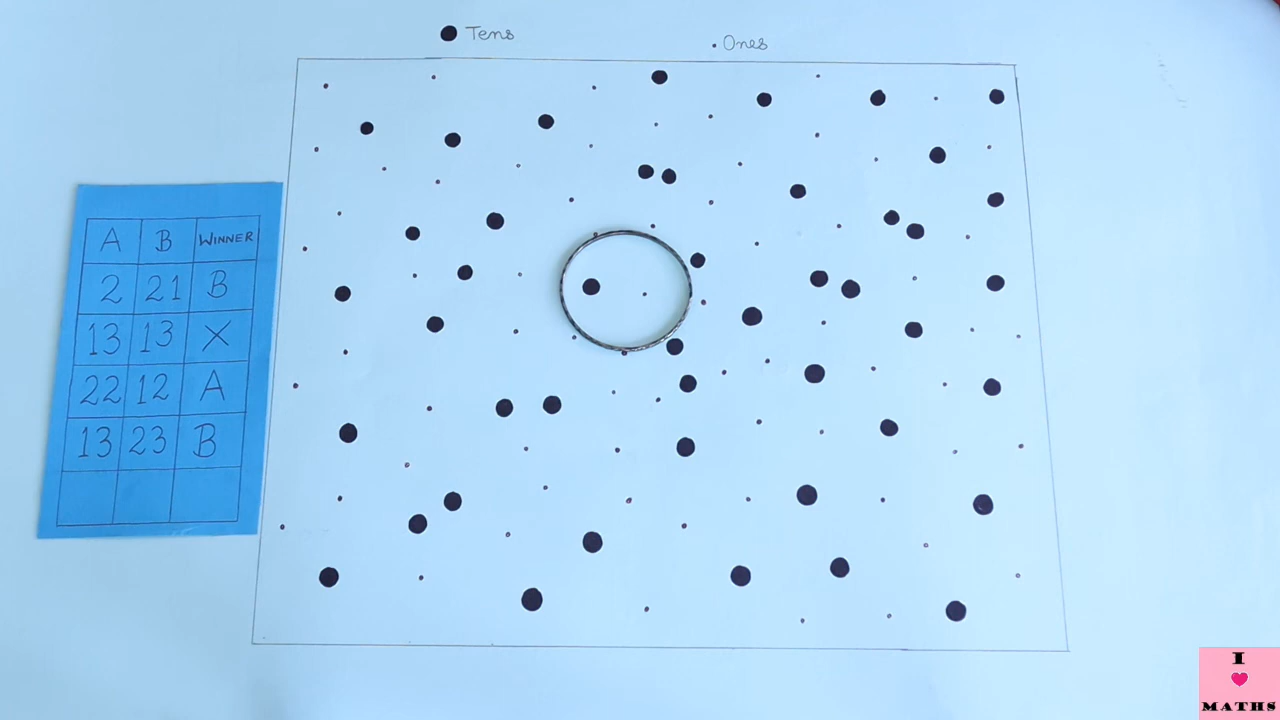 Tens
Ones
A B WINNER
2 21 B
13 13 X
22 12 A
13 23 B
I
MATHS